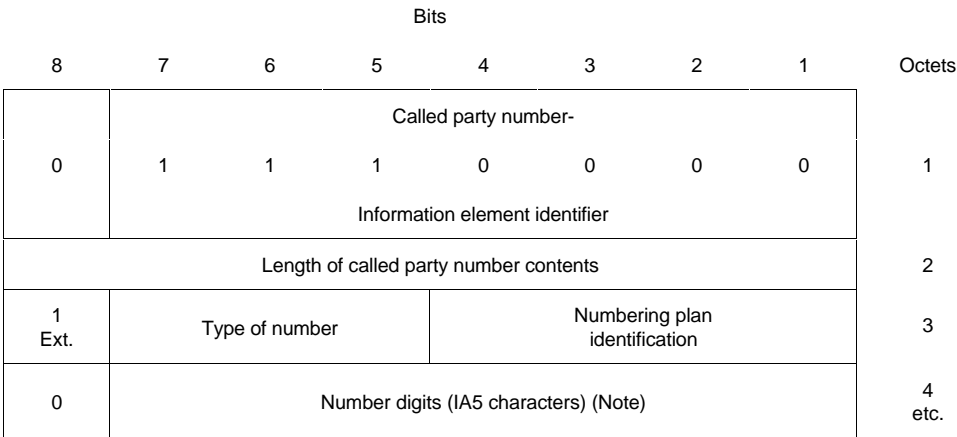 Bits
8 7 6 5 4 3 2 1 Octets
Called party number-
0 1 1 1 0 0 0 0 1
Information element identifier
Length of called party number contents 2
1 Type of number Numbering plan 3
Ext. identification
0 Number digits (IA5 characters) (Note) 4
etc.